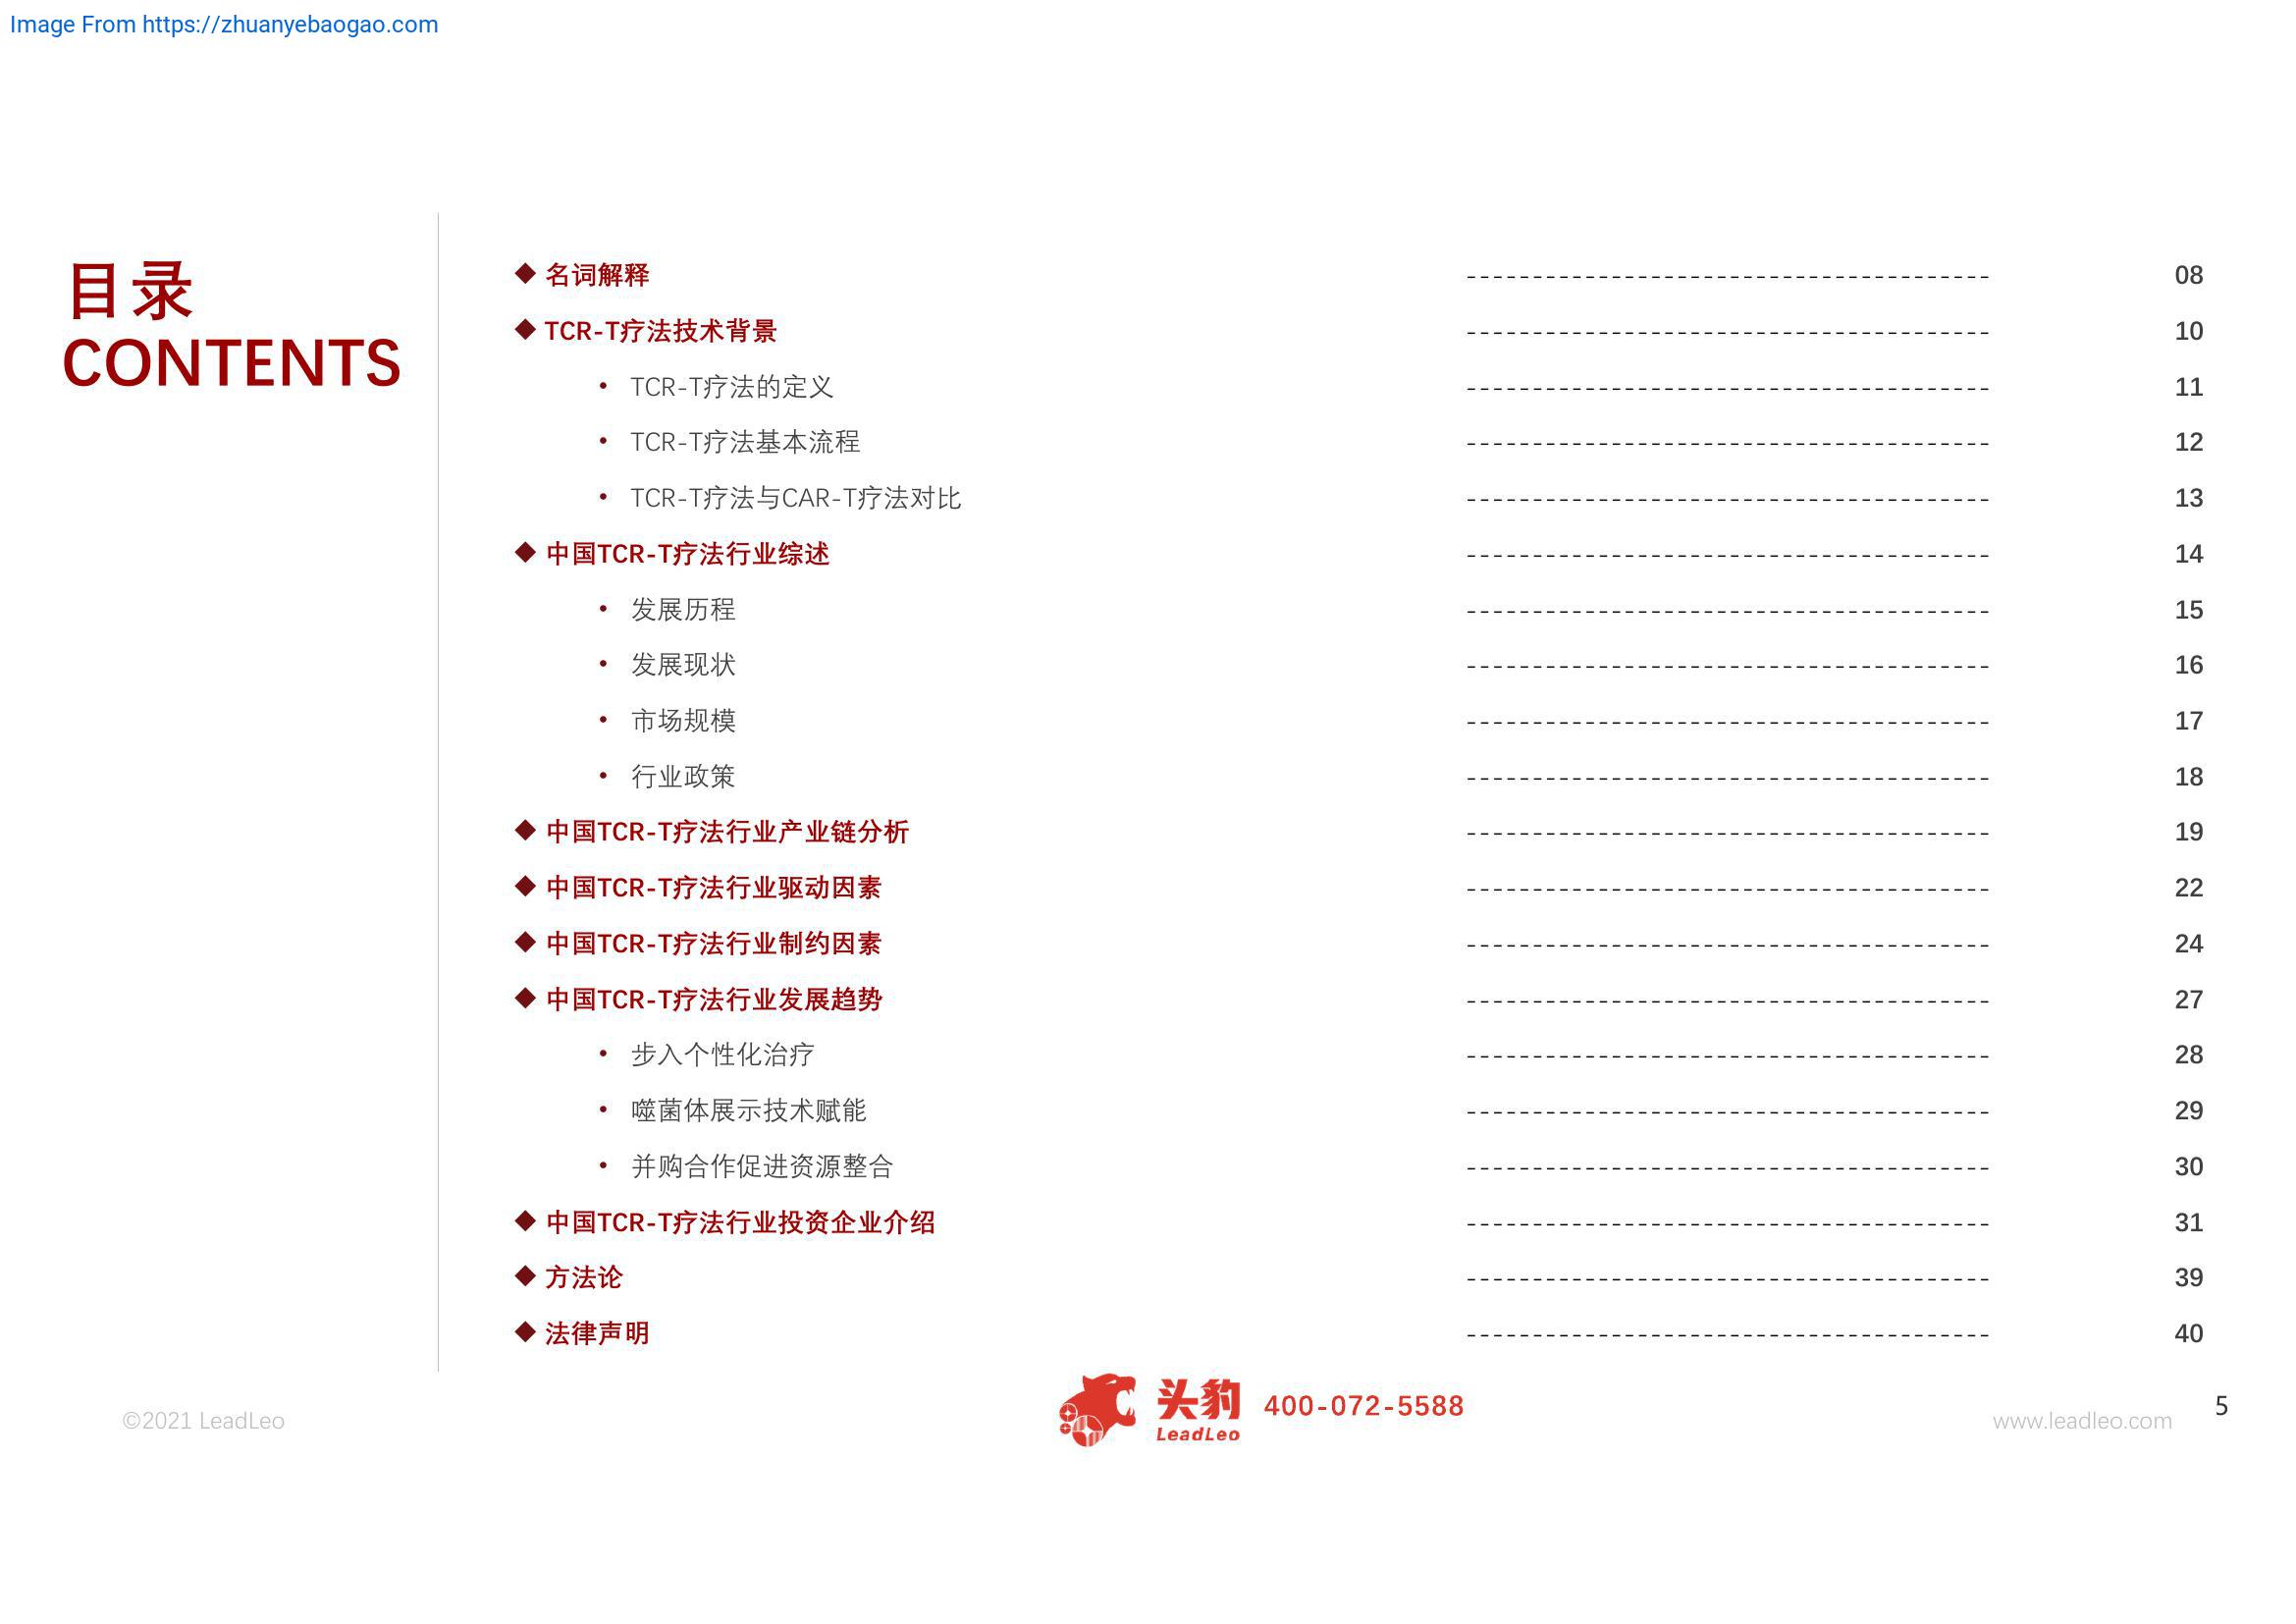 Image From https://zhuanyebaogao.com
目录
CONTENTS
◆ 名词解释 ---------------------------------------- 08
◆ TCR-T疗法技术背景 ---------------------------------------- 10
• TCR-T疗法的定义 ---------------------------------------- 11
• TCR-T疗法基本流程 ---------------------------------------- 12
• TCR-T疗法与CAR-T疗法对比 ---------------------------------------- 13
◆ 中国TCR-T疗法行业综述 ---------------------------------------- 14
• 发展历程 ---------------------------------------- 15
• 发展现状 ---------------------------------------- 16
• 市场规模 ---------------------------------------- 17
• 行业政策 ---------------------------------------- 18
◆ 中国TCR-T疗法行业产业链分析 ---------------------------------------- 19
◆ 中国TCR-T疗法行业驱动因素 ---------------------------------------- 22
◆ 中国TCR-T疗法行业制约因素 ---------------------------------------- 24
◆ 中国TCR-T疗法行业发展趋势 ---------------------------------------- 27
• 步入个性化治疗 ---------------------------------------- 28
• 噬菌体展示技术赋能 ---------------------------------------- 29
• 并购合作促进资源整合 ---------------------------------------- 30
◆ 中国TCR-T疗法行业投资企业介绍 ---------------------------------------- 31
◆ 方法论 ---------------------------------------- 39
◆ 法律声明 ---------------------------------------- 40
©2021 LeadLeo
头豹
LeadLeo
400-072-5588
www.leadleo.com
5